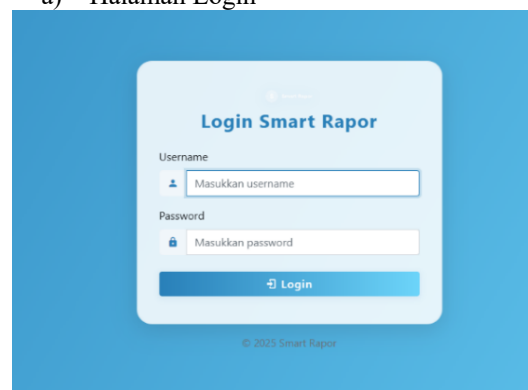 a) Halaman Login
Login Smart Rapor
Username
Masukkan username
Password
Masukkan password
Login
© 2025 Smart Rapor